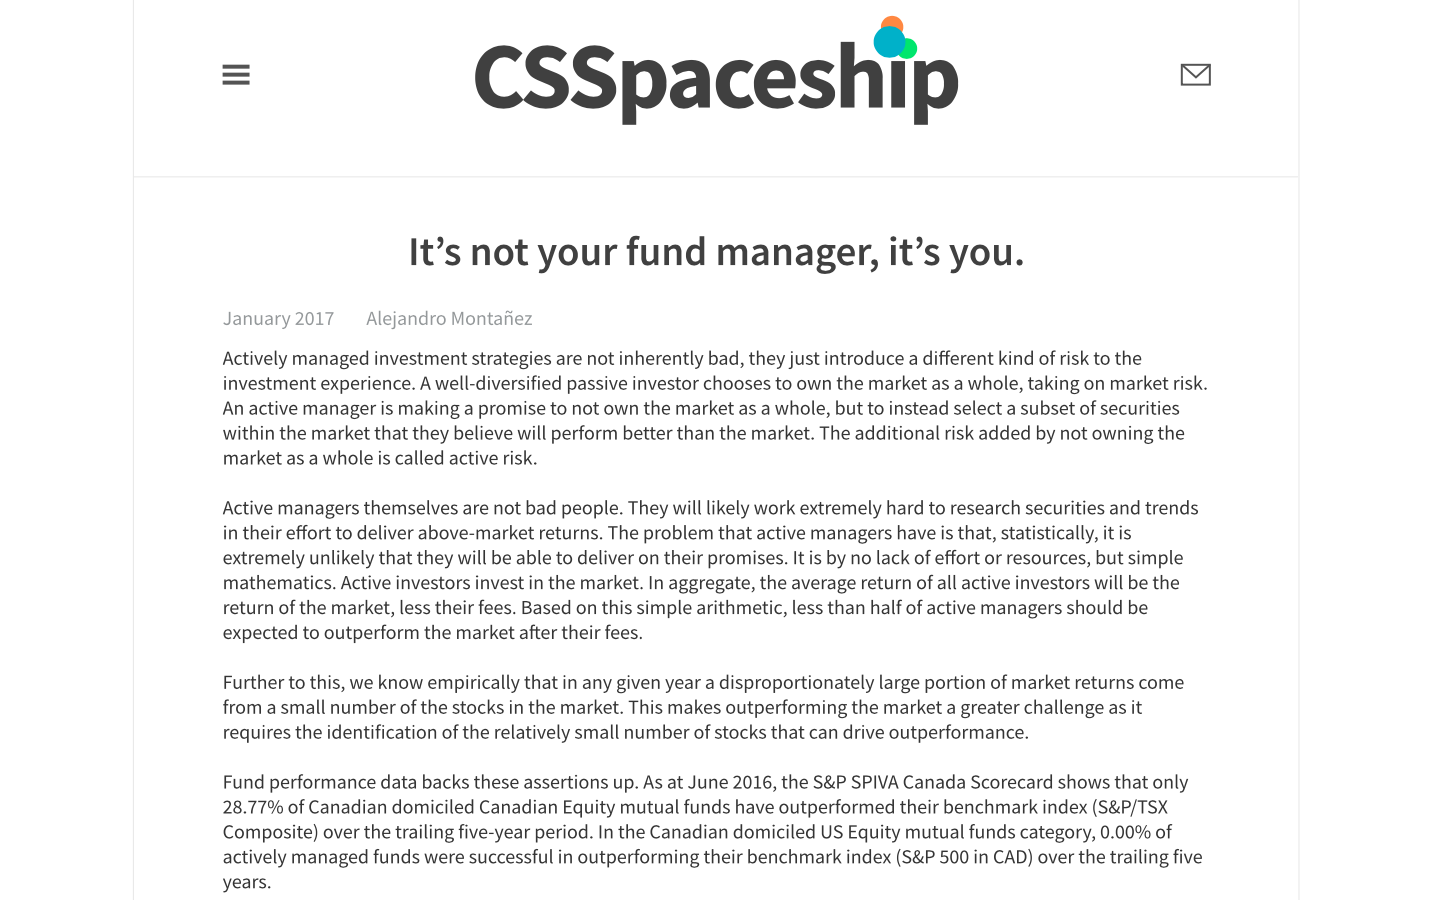 CSSpaceship
It’s not your fund manager, it’s you.
January 2017 Alejandro Montañez
Actively managed investment strategies are not inherently bad, they just introduce a different kind of risk to the
investment experience. A well-diversified passive investor chooses to own the market as a whole, taking on market risk.
An active manager is making a promise to not own the market as a whole, but to instead select a subset of securities
within the market that they believe will perform better than the market. The additional risk added by not owning the
market as a whole is called active risk.
Active managers themselves are not bad people. They will likely work extremely hard to research securities and trends
in their effort to deliver above-market returns. The problem that active managers have is that, statistically, it is
extremely unlikely that they will be able to deliver on their promises. It is by no lack of effort or resources, but simple
mathematics. Active investors invest in the market. In aggregate, the average return of all active investors will be the
return of the market, less their fees. Based on this simple arithmetic, less than half of active managers should be
expected to outperform the market after their fees.
Further to this, we know empirically that in any given year a disproportionately large portion of market returns come
from a small number of the stocks in the market. This makes outperforming the market a greater challenge as it
requires the identification of the relatively small number of stocks that can drive outperformance.
Fund performance data backs these assertions up. As at June 2016, the S&P SPIVA Canada Scorecard shows that only
28.77% of Canadian domiciled Canadian Equity mutual funds have outperformed their benchmark index (S&P/TSX
Composite) over the trailing five-year period. In the Canadian domiciled US Equity mutual funds category, 0.00% of
actively managed funds were successful in outperforming their benchmark index (S&P 500 in CAD) over the trailing five
years.